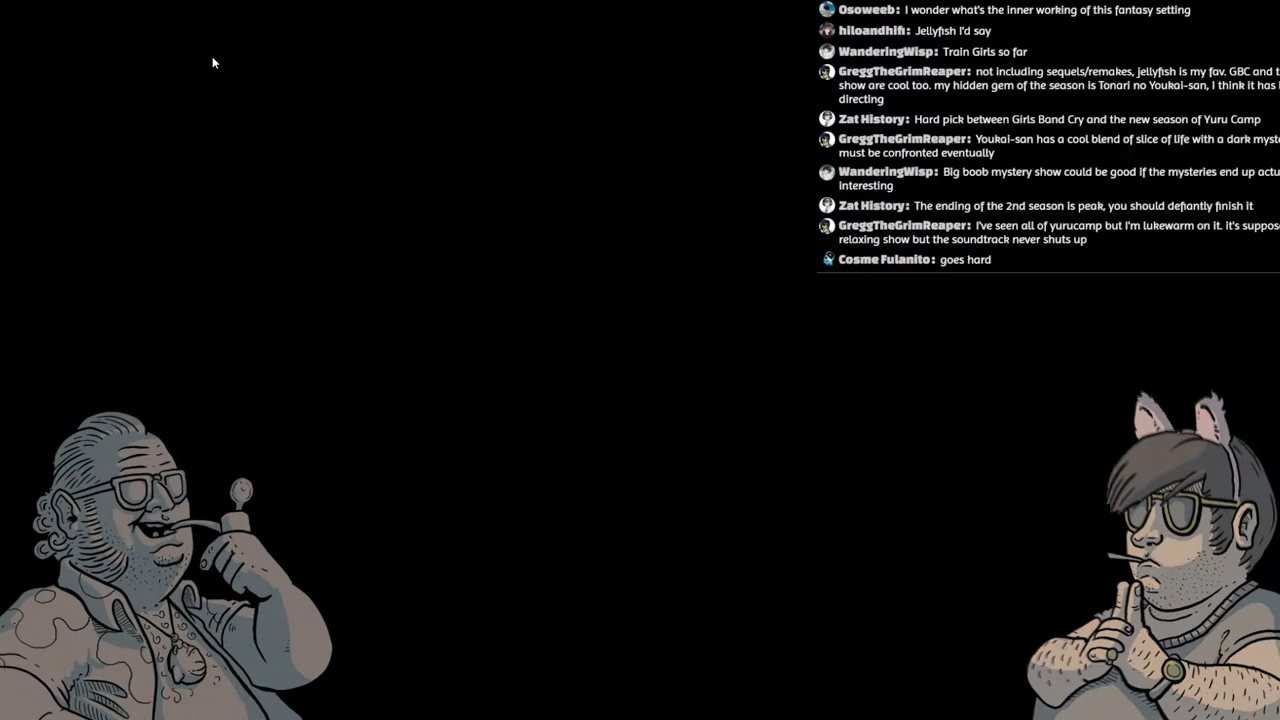 Osoweeb: I wonder what's the inner working of this fantasy setting
hiloandhifi: Jellyfish I'd say
WanderingWisp: Train Girls so far
GreggTheGrimReaper: not including sequels/remakes, jellyfish is my fav. GBC and t
show are cool too. my hidden gem of the season is Tonari no Youkai-san, I think it has
directing
Zat History: Hard pick between Girls Band Cry and the new season of Yuru Camp
GreggTheGrimReaper: Youkai-san has a cool blend of slice of life with a dark myst
must be confronted eventually
WanderingWisp: Big boob mystery show could be good if the mysteries end up actu
interesting
Zat History: The ending of the 2nd season is peak, you should defiantly finish it
GreggTheGrimReaper: I've seen all of yurucamp but I'm lukewarm on it. it's suppos
relaxing show but the soundtrack never shuts up
Cosme Fulanito: goes hard